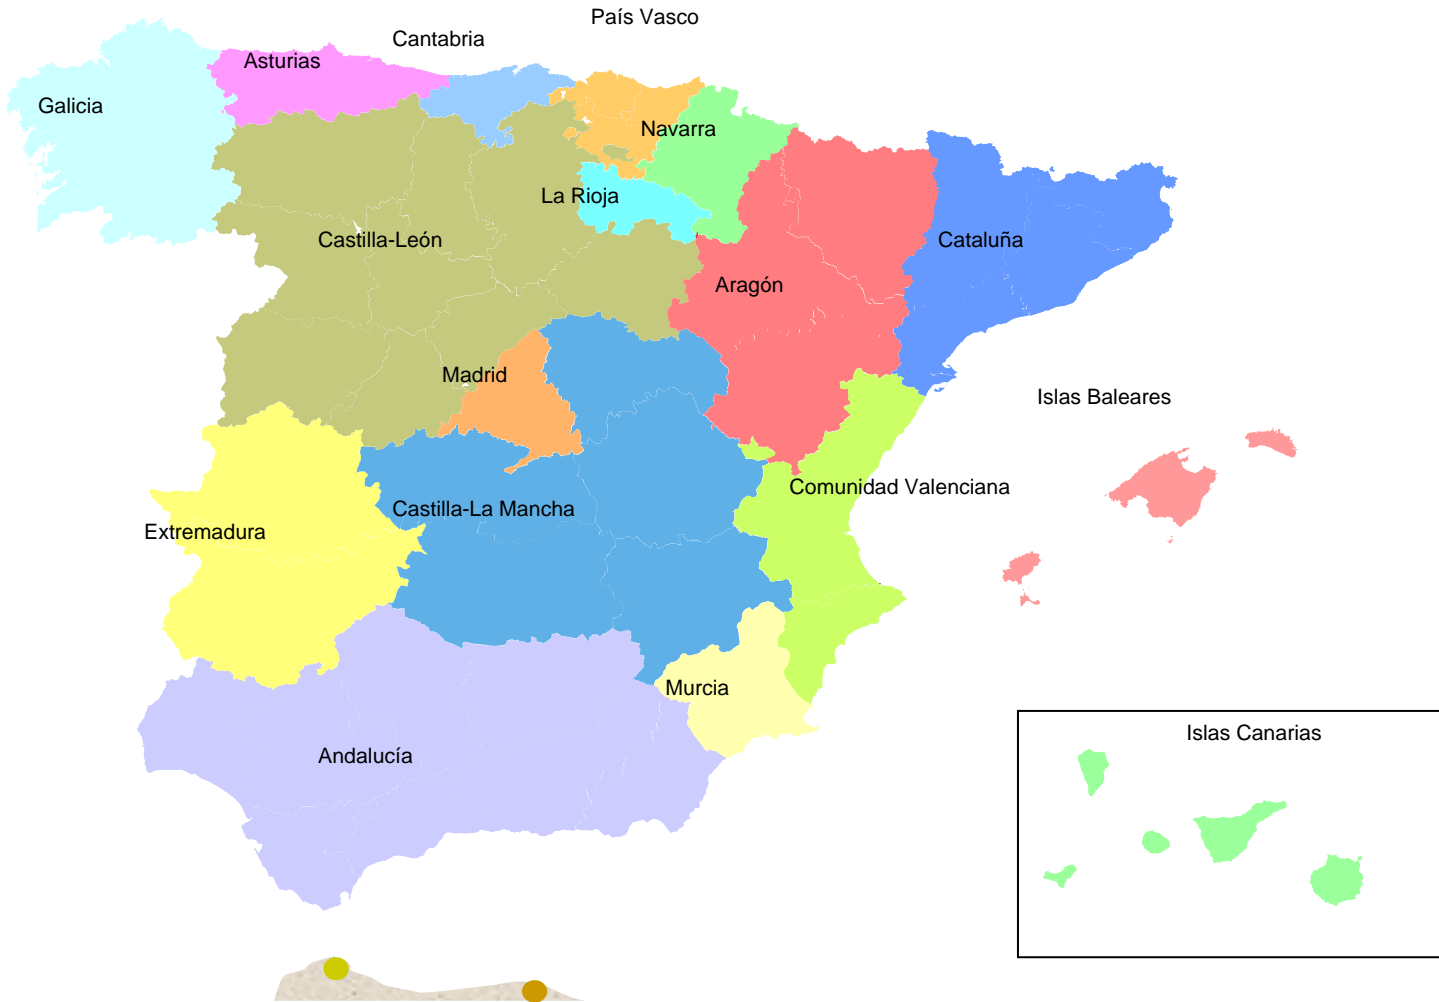 País Vasco
Cantabria
Asturias
Galicia
Navarra
La Rioja
Castilla-León
Cataluña
Aragón
Madrid
Islas Baleares
Comunidad Valenciana
Castilla-La Mancha
Extremadura
Murcia
Islas Canarias
Andalucía